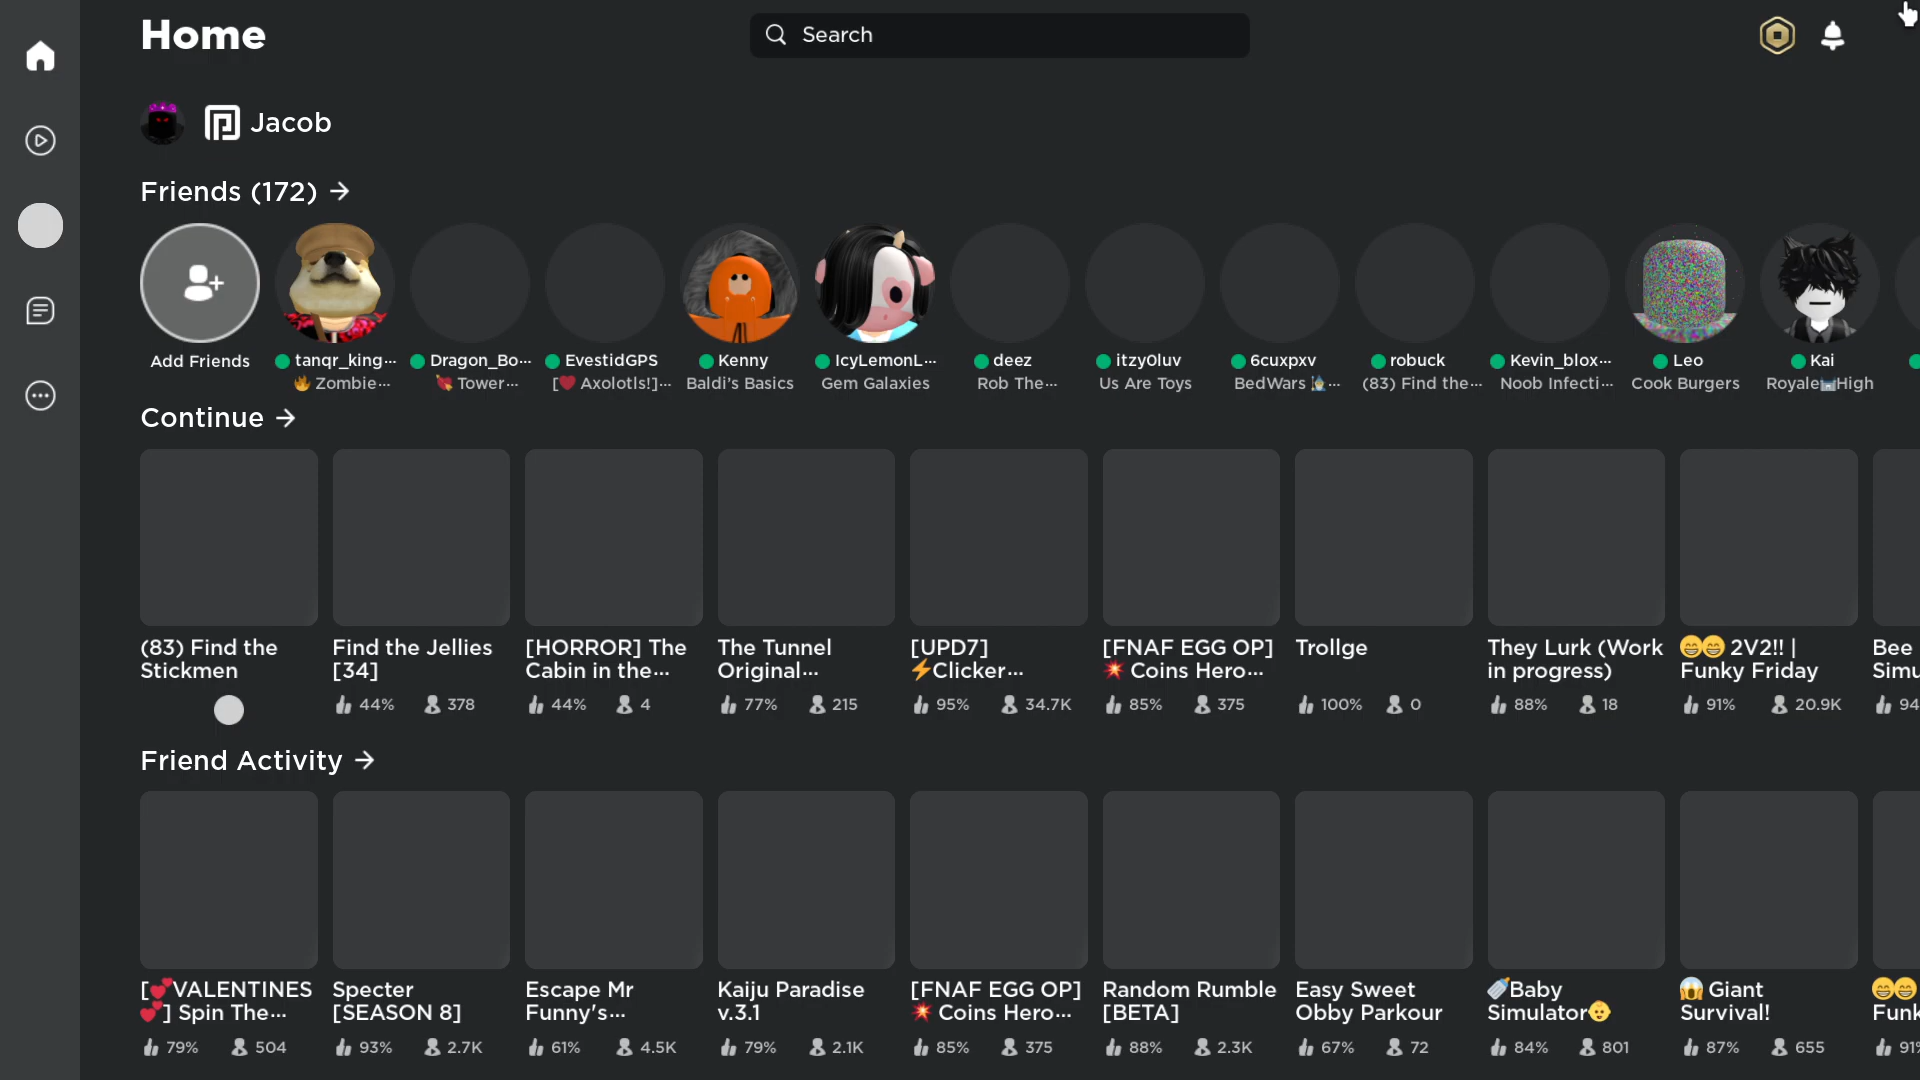 Home
Search
Jacob
Friends (172)
Add Friends
tanqr_king...
Dragon_Bo...
EvestidGPS
Kenny
IcyLemonL...
deez
itzy0luv
6cuxpxv
robuck
Kevin_blox...
Leo
Kai
🔥 Zombie...
💘 Tower...
[❤️ Axolotls!]...
Baldi's Basics
Gem Galaxies
Rob The...
Us Are Toys
BedWars 🧙‍♂️...
(83) Find the...
Noob Infecti...
Cook Burgers
Royale🏰High
Continue
(83) Find the
Stickmen
Find the Jellies
[34]
44% 378
[HORROR] The
Cabin in the...
44% 4
The Tunnel
Original...
77% 215
[UPD7]
⚡Clicker...
95% 34.7K
[FNAF EGG OP]
💥 Coins Hero...
85% 375
Trollge
100% 0
They Lurk (Work
in progress)
88% 18
😁😁 2V2!! |
Funky Friday
91% 20.9K
Bee
Simu
94
Friend Activity
[💕VALENTINES
💕] Spin The...
79% 504
Specter
[SEASON 8]
93% 2.7K
Escape Mr
Funny's...
61% 4.5K
Kaiju Paradise
v.3.1
79% 2.1K
[FNAF EGG OP]
💥 Coins Hero...
85% 375
Random Rumble
[BETA]
88% 2.3K
Easy Sweet
Obby Parkour
67% 72
🍼Baby
Simulator👶
84% 801
😱 Giant
Survival!
87% 655
😁😁
Funk
91%